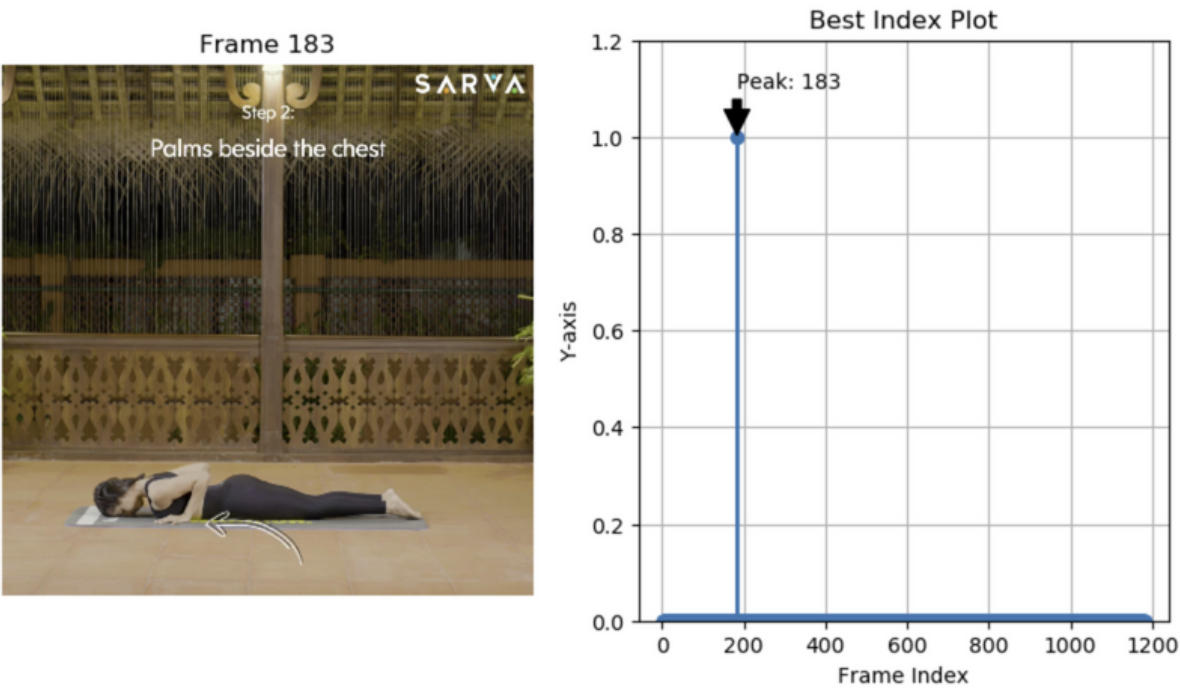 Frame 183
SARVA
Step 2:
Palms beside the chest
Best Index Plot
Peak: 183
1.2
1.0
0.8
0.6
0.4
0.2
0.0
Y-axis
0 200 400 600 800 1000 1200
Frame Index